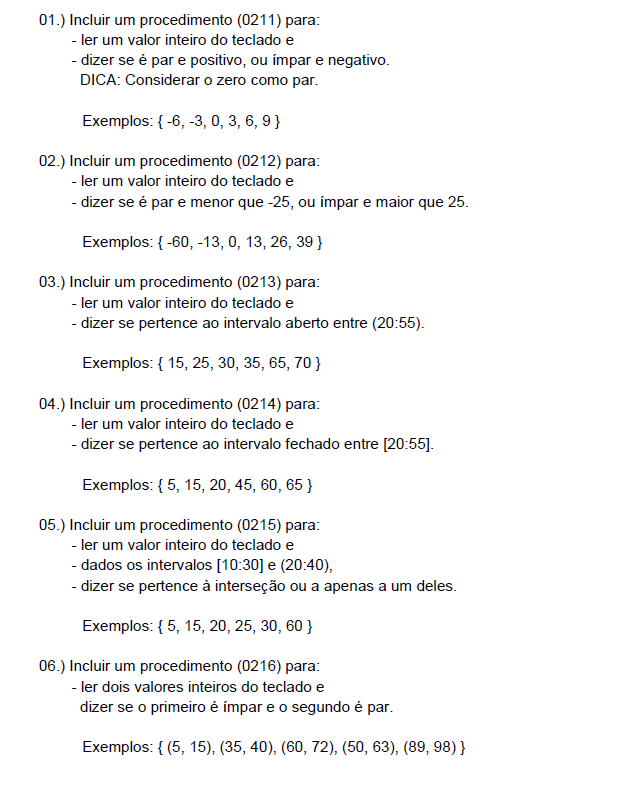 01.) Incluir um procedimento (0211) para:
- ler um valor inteiro do teclado e
- dizer se é par e positivo, ou ímpar e negativo.
DICA: Considerar o zero como par.
Exemplos: { -6, -3, 0, 3, 6, 9 }
02.) Incluir um procedimento (0212) para:
- ler um valor inteiro do teclado e
- dizer se é par e menor que -25, ou ímpar e maior que 25.
Exemplos: { -60, -13, 0, 13, 26, 39 }
03.) Incluir um procedimento (0213) para:
- ler um valor inteiro do teclado e
- dizer se pertence ao intervalo aberto entre (20:55).
Exemplos: { 15, 25, 30, 35, 65, 70 }
04.) Incluir um procedimento (0214) para:
- ler um valor inteiro do teclado e
- dizer se pertence ao intervalo fechado entre [20:55].
Exemplos: { 5, 15, 20, 45, 60, 65 }
05.) Incluir um procedimento (0215) para:
- ler um valor inteiro do teclado e
- dados os intervalos [10:30] e (20:40),
- dizer se pertence à interseção ou a apenas a um deles.
Exemplos: { 5, 15, 20, 25, 30, 60 }
06.) Incluir um procedimento (0216) para:
- ler dois valores inteiros do teclado e
dizer se o primeiro é ímpar e o segundo é par.
Exemplos: { (5, 15), (35, 40), (60, 72), (50, 63), (89, 98) }